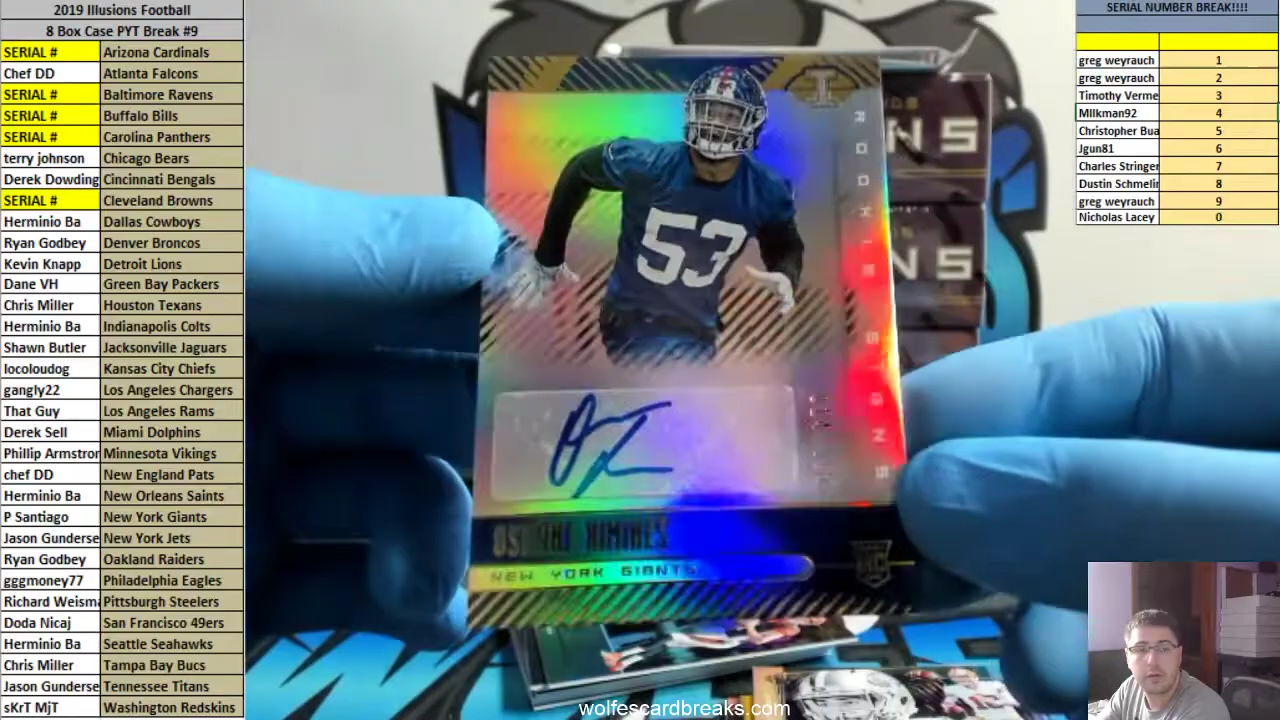 2019 Illusions Football
8 Box Case PYT Break #9
SERIAL # Arizona Cardinals
Chef DD Atlanta Falcons
SERIAL # Baltimore Ravens
SERIAL # Buffalo Bills
SERIAL # Carolina Panthers
terry johnson Chicago Bears
Derek Dowding Cincinnati Bengals
SERIAL # Cleveland Browns
Herminio Ba Dallas Cowboys
Ryan Godbey Denver Broncos
Kevin Knapp Detroit Lions
Dane VH Green Bay Packers
Chris Miller Houston Texans
Herminio Ba Indianapolis Colts
Shawn Butler Jacksonville Jaguars
locoloudog Kansas City Chiefs
gangly22 Los Angeles Chargers
That Guy Los Angeles Rams
Derek Sell Miami Dolphins
Phillip Armstror Minnesota Vikings
chef DD New England Pats
Herminio Ba New Orleans Saints
P Santiago New York Giants
Jason Gunderse New York Jets
Ryan Godbey Oakland Raiders
gggmoney77 Philadelphia Eagles
Richard Weisma Pittsburgh Steelers
Doda Nicaj San Francisco 49ers
Herminio Ba Seattle Seahawks
Chris Miller Tampa Bay Bucs
Jason Gunderse Tennessee Titans
sKrT MjT Washington Redskins
SERIAL NUMBER BREAK!!!!
greg weyrauch 1
greg weyrauch 2
Timothy Verme 3
MIlkman92 4
Christopher Bua 5
Jgun81 6
Charles Stringer 7
Dustin Schmelin 8
greg weyrauch 9
Nicholas Lacey 0
I
ROOKIE SIGNS
53
XIMINES
NEW YORK GIANTS
RC
wolfescardbreaks.com